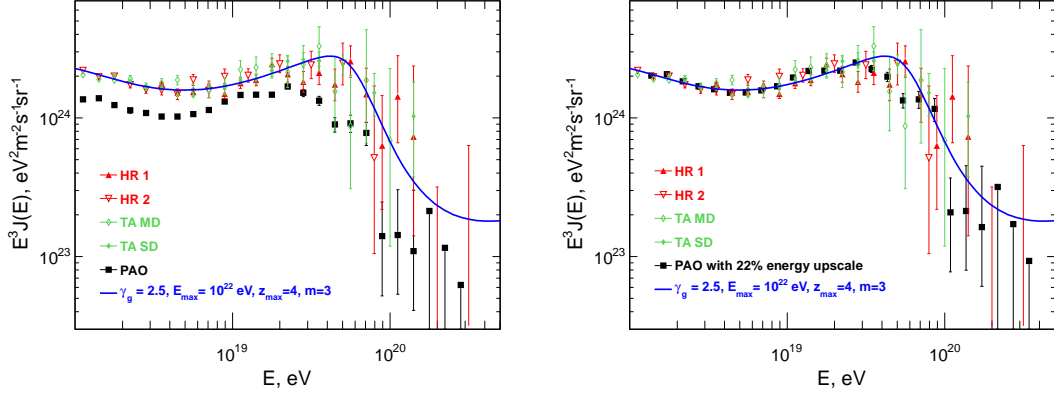 E³J(E), eV²m⁻²s⁻¹sr⁻¹
10²⁴
10²³
HR 1
HR 2
TA MD
TA SD
PAO
γg = 2.5, Emax= 10²² eV, zmax=4, m=3
10¹⁹
10²⁰
E, eV
E³J(E), eV²m⁻²s⁻¹sr⁻¹
10²⁴
10²³
HR 1
HR 2
TA MD
TA SD
PAO with 22% energy upscale
γg = 2.5, Emax= 10²² eV, zmax=4, m=3
10¹⁹
10²⁰
E, eV